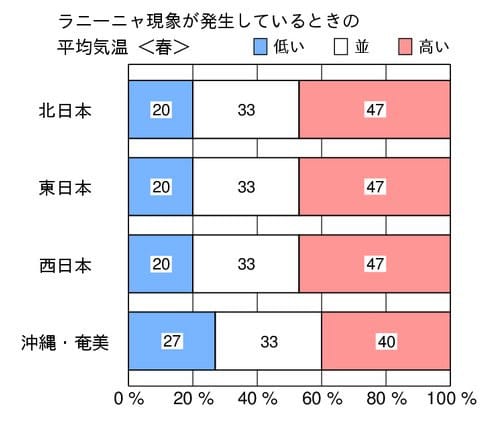 ラニーニャ現象が発生しているときの
平均気温 ＜春＞ 低い 並 高い
北日本 20 33 47
東日本 20 33 47
西日本 20 33 47
沖縄・奄美 27 33 40
0 % 20 % 40 % 60 % 80 % 100 %